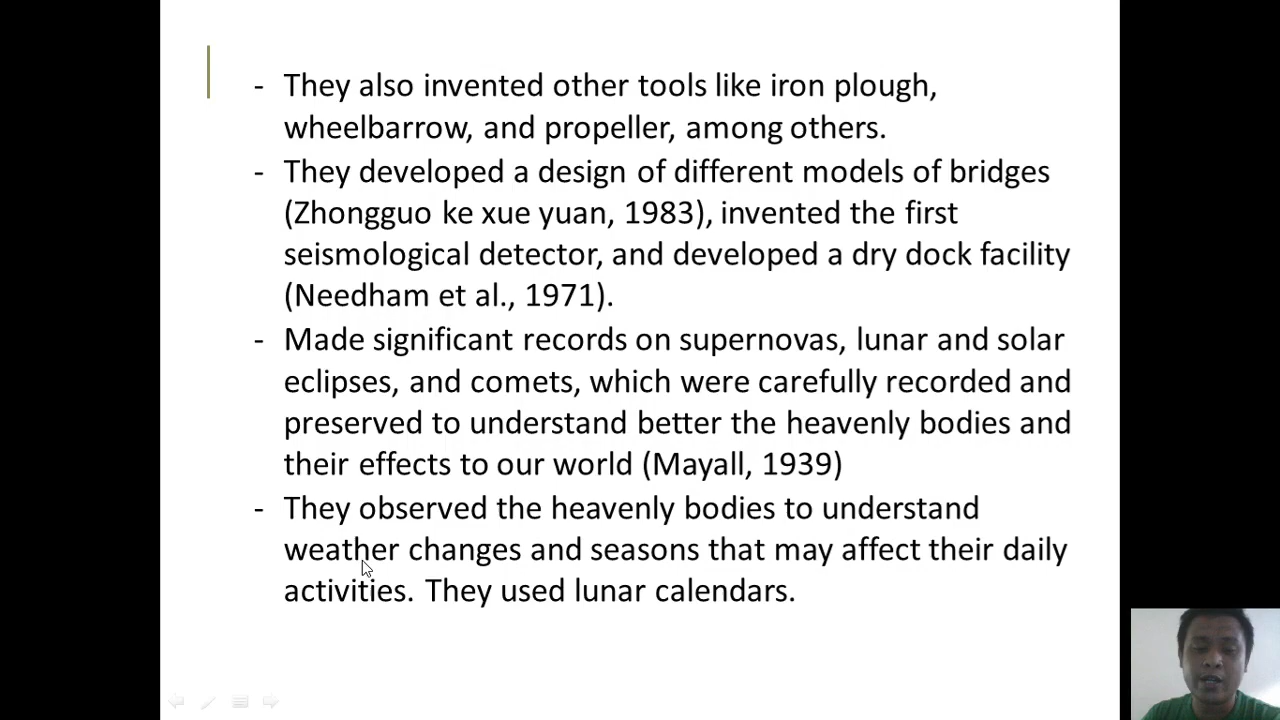 - They also invented other tools like iron plough,
wheelbarrow, and propeller, among others.
- They developed a design of different models of bridges
(Zhongguo ke xue yuan, 1983), invented the first
seismological detector, and developed a dry dock facility
(Needham et al., 1971).
- Made significant records on supernovas, lunar and solar
eclipses, and comets, which were carefully recorded and
preserved to understand better the heavenly bodies and
their effects to our world (Mayall, 1939)
- They observed the heavenly bodies to understand
weather changes and seasons that may affect their daily
activities. They used lunar calendars.